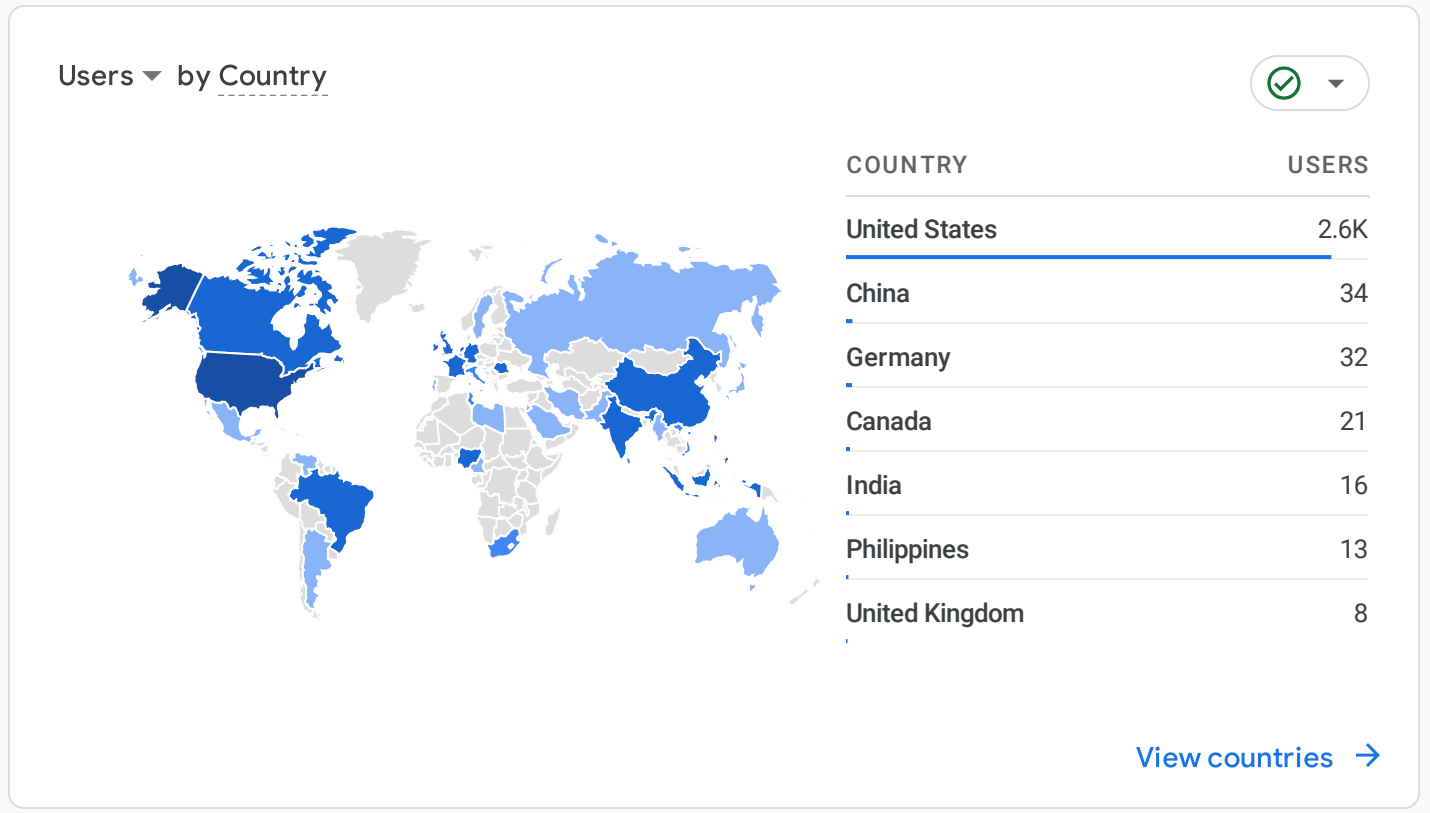 Users by Country
COUNTRY USERS
United States 2.6K
China 34
Germany 32
Canada 21
India 16
Philippines 13
United Kingdom 8
View countries